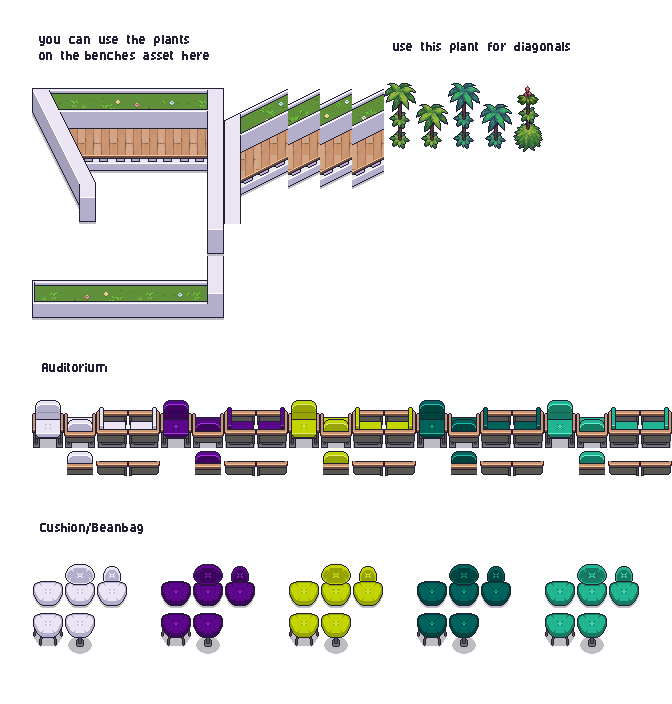 you can use the plants
on the benches asset here
use this plant for diagonals
Auditorium
Cushion/Beanbag